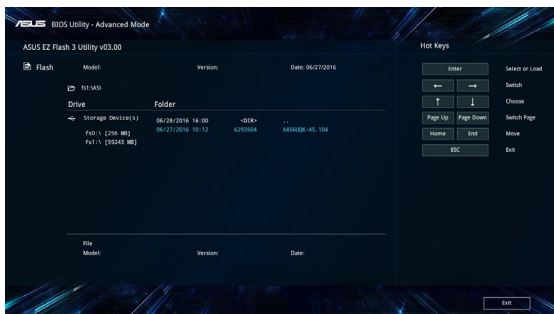 ASUS BIOS Utility - Advanced Mode
ASUS EZ Flash 3 Utility v03.00
Flash Model: Version: Date: 06/27/2016
fs1:\AS\
Drive Folder
Storage Device(s) 06/28/2016 16:00 <DIR> ..
06/27/2016 10:12 6293504 X456UQK-AS.104
fs0:\ [256 MB]
fs1:\ [59243 MB]
File
Model: Version: Date:
Hot Keys
Enter Select or Load
← → Switch
↑ ↓ Choose
Page Up Page Down Switch Page
Home End Move
ESC Exit
Exit